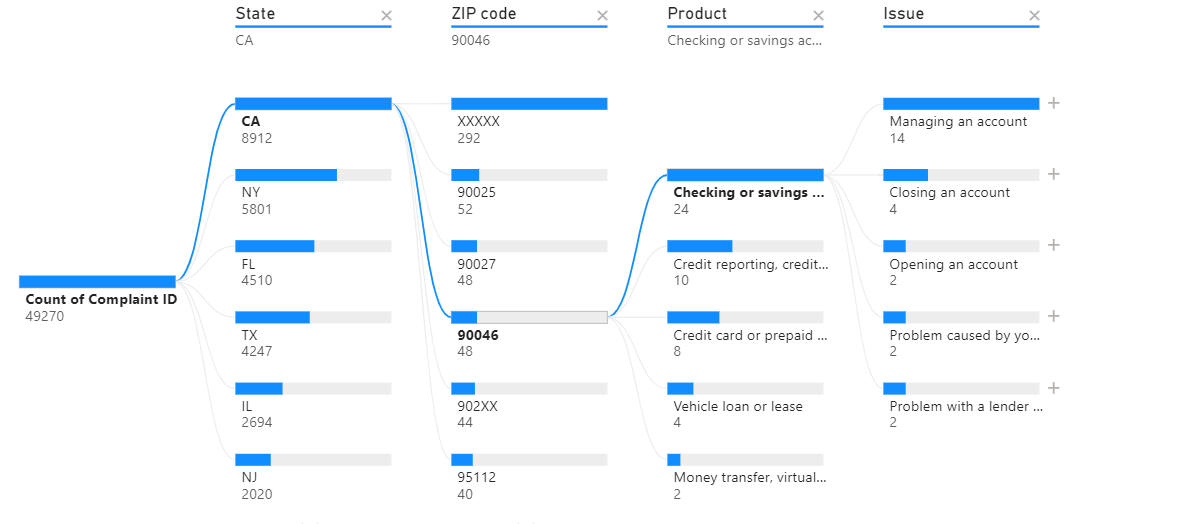 State
CA
ZIP code
90046
Product
Checking or savings ac...
Issue
Count of Complaint ID
49270
CA
8912
NY
5801
FL
4510
TX
4247
IL
2694
NJ
2020
XXXXX
292
90025
52
90027
48
90046
48
902XX
44
95112
40
Checking or savings ...
24
Credit reporting, credit...
10
Credit card or prepaid ...
8
Vehicle loan or lease
4
Money transfer, virtual...
2
Managing an account
14
Closing an account
4
Opening an account
2
Problem caused by yo...
2
Problem with a lender ...
2